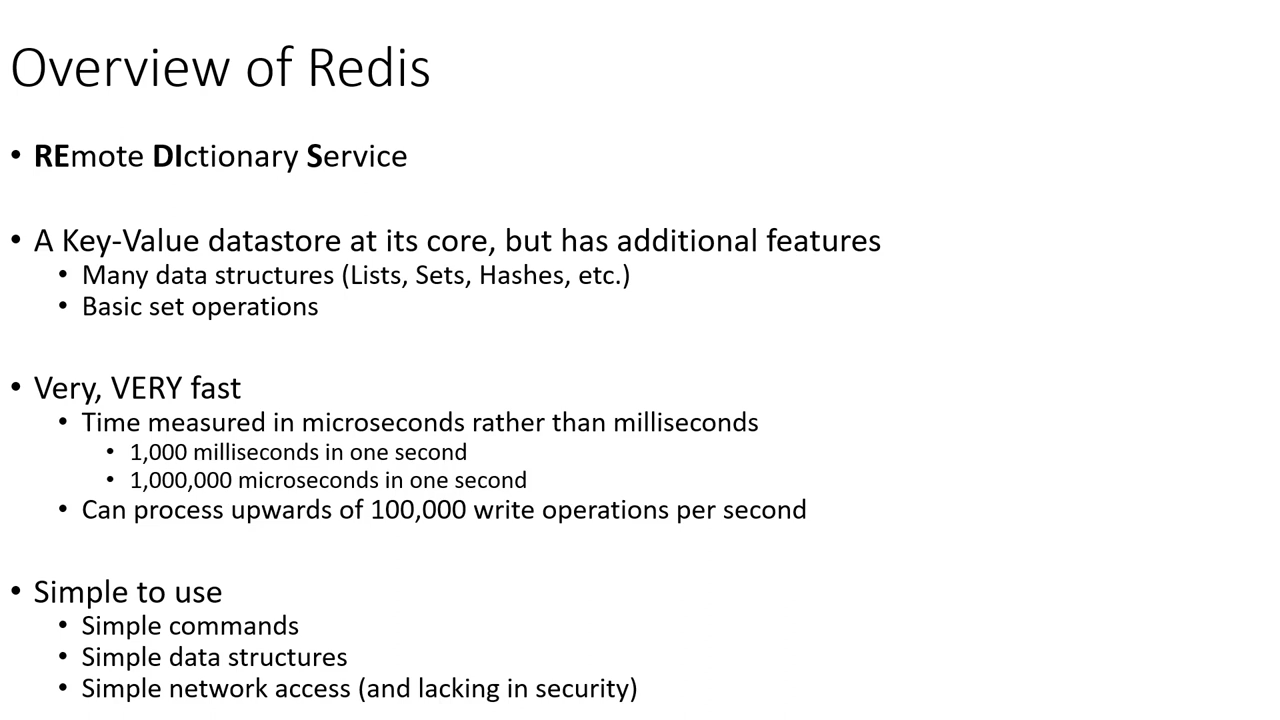 Overview of Redis
• REmote DIctionary Service
• A Key-Value datastore at its core, but has additional features
• Many data structures (Lists, Sets, Hashes, etc.)
• Basic set operations
• Very, VERY fast
• Time measured in microseconds rather than milliseconds
• 1,000 milliseconds in one second
• 1,000,000 microseconds in one second
• Can process upwards of 100,000 write operations per second
• Simple to use
• Simple commands
• Simple data structures
• Simple network access (and lacking in security)